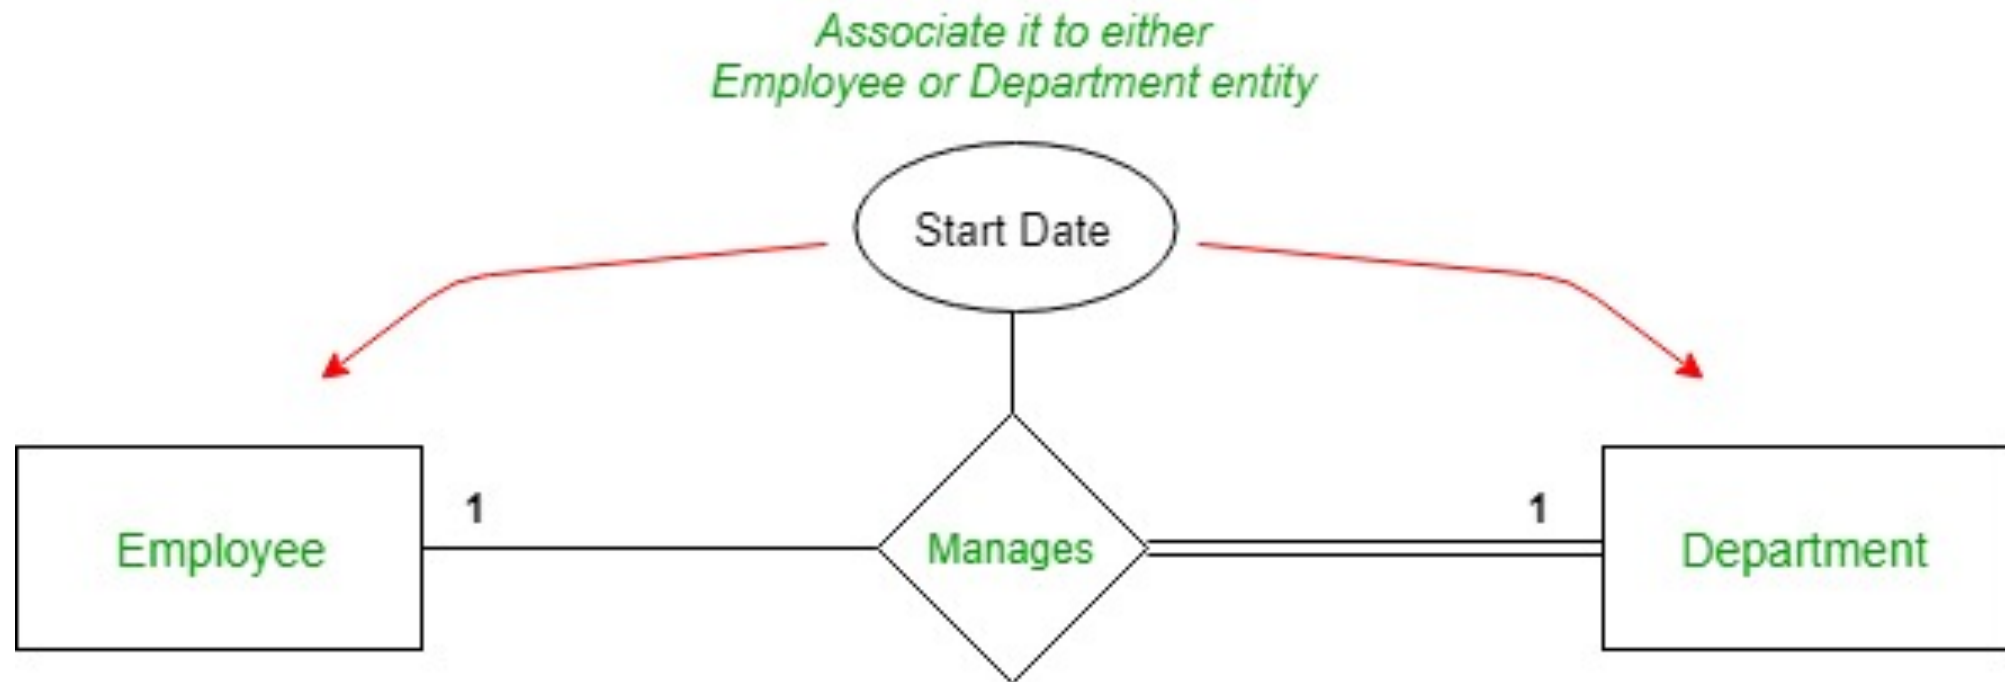 Associate it to either
Employee or Department entity
Start Date
1
1
Employee
Manages
Department